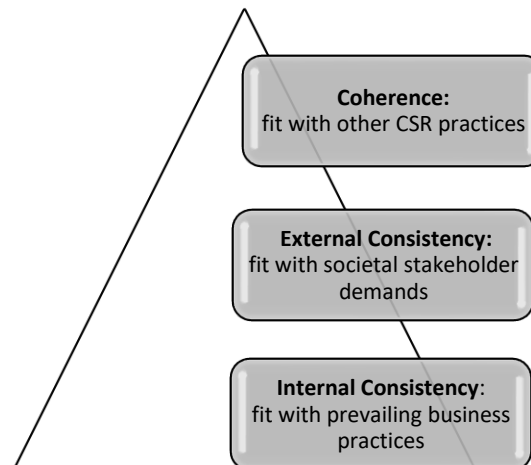 Coherence:
fit with other CSR practices
External Consistency:
fit with societal stakeholder
demands
Internal Consistency:
fit with prevailing business
practices